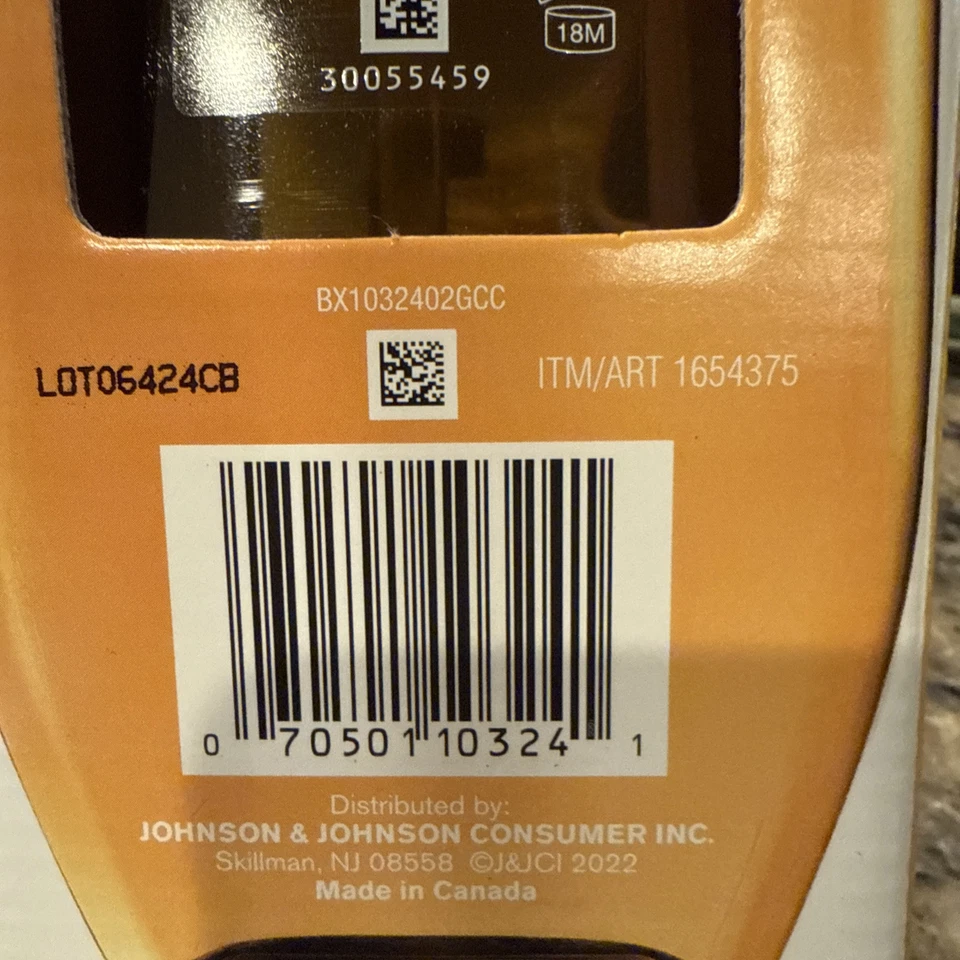 18M
30055459
BX1032402GCC
LOT06424CB
ITM/ART 1654375
0 70501 10324 1
Distributed by:
JOHNSON & JOHNSON CONSUMER INC.
Skillman, NJ 08558 ©J&JCI 2022
Made in Canada